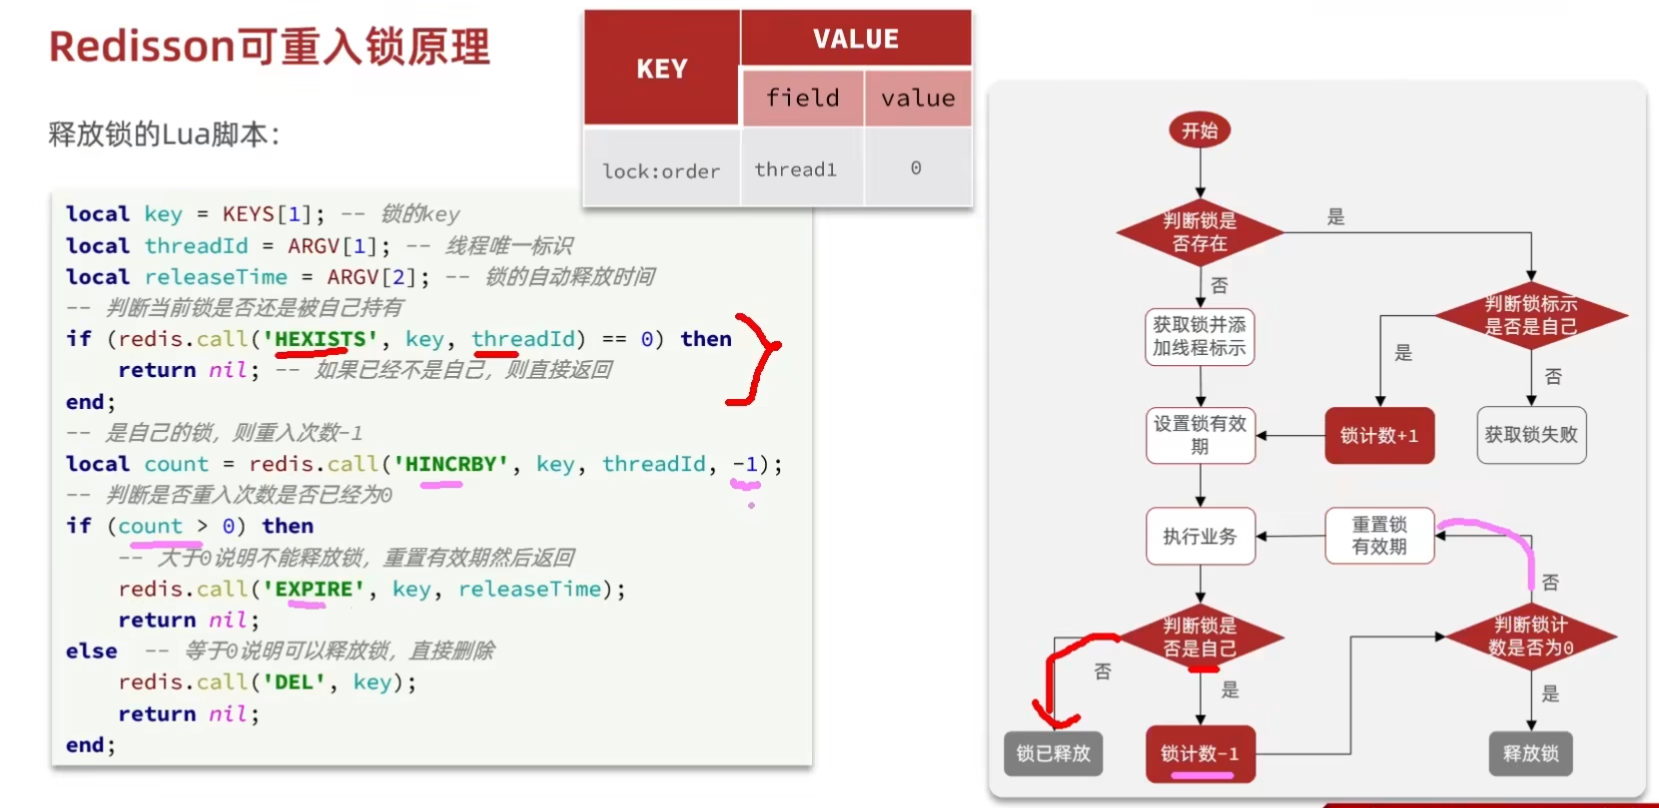 Redisson可重入锁原理
释放锁的Lua脚本:
KEY
VALUE
field
value
lock:order
thread1
0
local key = KEYS[1]; -- 锁的key
local threadId = ARGV[1]; -- 线程唯一标识
local releaseTime = ARGV[2]; -- 锁的自动释放时间
-- 判断当前锁是否还是被自己持有
if (redis.call('HEXISTS', key, threadId) == 0) then
return nil; -- 如果已经不是自己，则直接返回
end;
-- 是自己的锁，则重入次数-1
local count = redis.call('HINCRBY', key, threadId, -1);
-- 判断是否重入次数是否已经为0
if (count > 0) then
-- 大于0说明不能释放锁，重置有效期然后返回
redis.call('EXPIRE', key, releaseTime);
return nil;
else -- 等于0说明可以释放锁，直接删除
redis.call('DEL', key);
return nil;
end;
开始
判断锁是
否存在
是
否
获取锁并添
加线程标示
判断锁标示
是否是自己
是
否
设置锁有效
期
锁计数+1
获取锁失败
执行业务
重置锁
有效期
否
判断锁是
否是自己
判断锁计
数是否为0
否
是
是
锁已释放
锁计数-1
释放锁